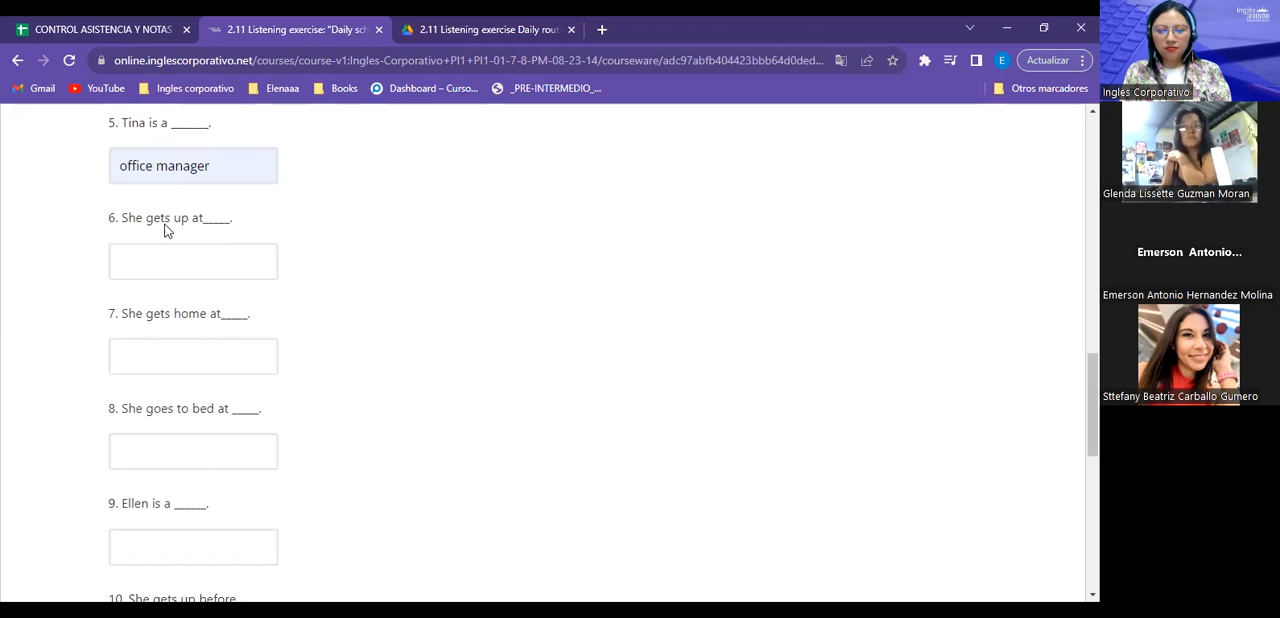 CONTROL ASISTENCIA Y NOTAS
2.11 Listening exercise: "Daily sch
2.11 Listening exercise Daily rout
online.inglescorporativo.net/courses/course-v1:Ingles-Corporativo+PI1+PI1-01-7-8-PM-08-23-14/courseware/adc97abfb404423bbb64d0ded...
E
Actualizar
Gmail
YouTube
Ingles corporativo
Elenaaa
Books
Dashboard – Curso...
_PRE-INTERMEDIO_...
Otros marcadores
5. Tina is a ______.
office manager
6. She gets up at_____.
7. She gets home at_____.
8. She goes to bed at _____.
9. Ellen is a ______.
10. She gets up before
Ingles Corporativo
Glenda Lissette Guzman Moran
Emerson Antonio...
Emerson Antonio Hernandez Molina
Sttefany Beatriz Carballo Gumero